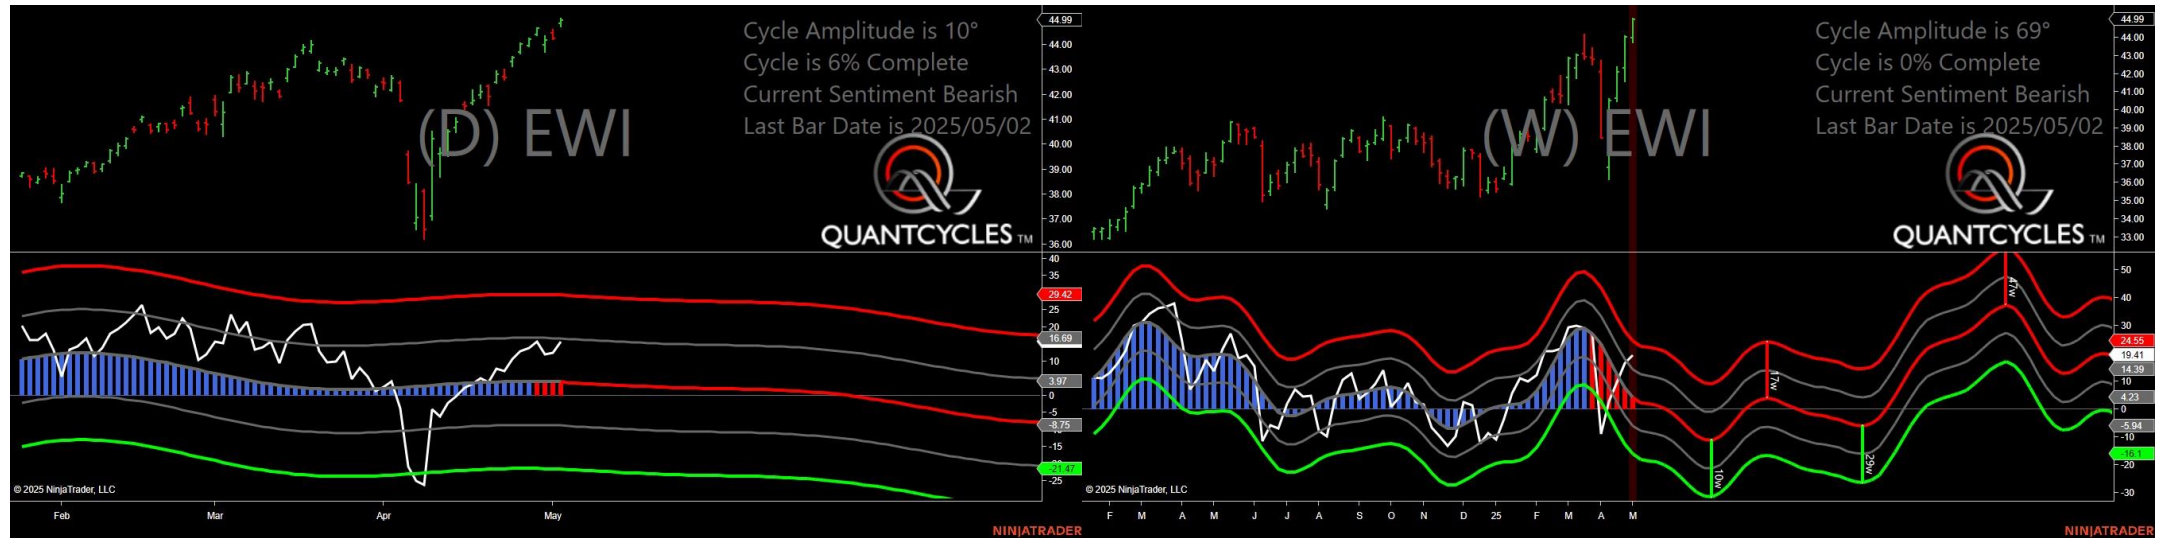 Cycle Amplitude is 10°
Cycle is 6% Complete
Current Sentiment Bearish
Last Bar Date is 2025/05/02
(D) EWI
QUANTCYCLES TM
44.99
44.00
43.00
42.00
41.00
40.00
39.00
38.00
37.00
36.00
40
35
29.42
25
20
16.69
10
3.97
0
-5
-8.75
-15
-21.47
-25
© 2025 NinjaTrader, LLC
Feb
Mar
Apr
May
NINJATRADER
Cycle Amplitude is 69°
Cycle is 0% Complete
Current Sentiment Bearish
Last Bar Date is 2025/05/02
(W) EWI
QUANTCYCLES TM
44.99
44.00
43.00
42.00
41.00
40.00
39.00
38.00
37.00
36.00
35.00
34.00
33.00
50
40
30
24.55
19.41
14.39
10
4.23
0
-5.94
-10
-16.1
-20
-30
47w
17w
29w
10w
© 2025 NinjaTrader, LLC
F M A M J J A S O N D 25 F M A M
NINJATRADER